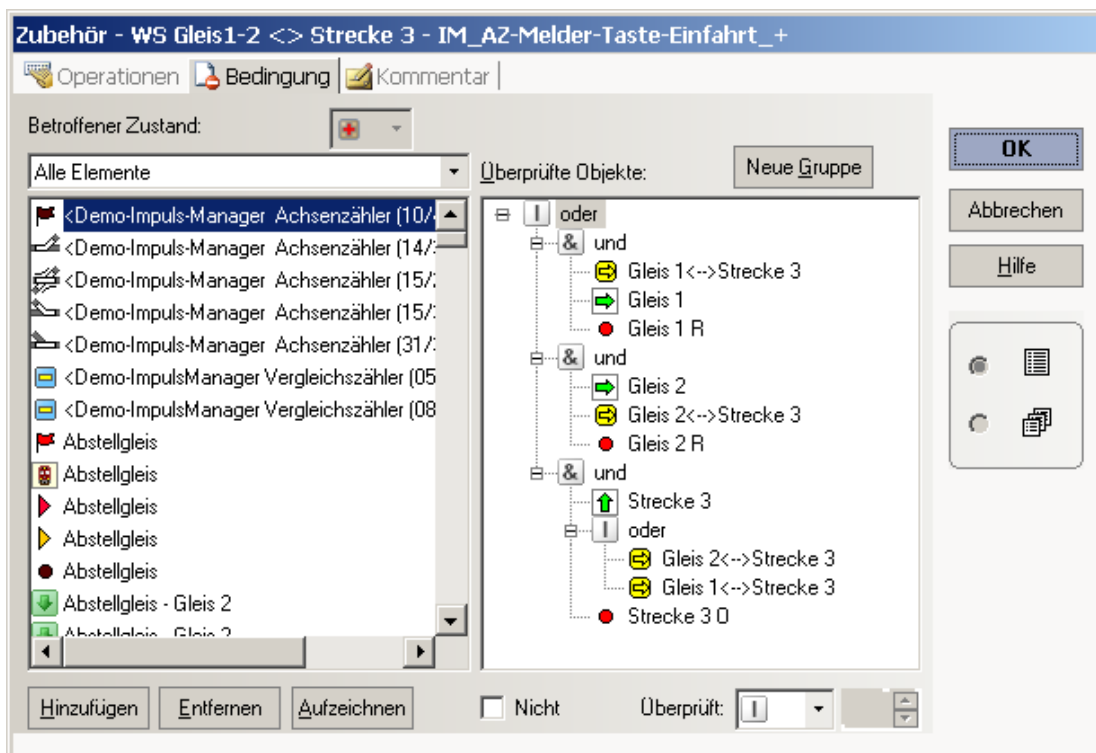 Zubehör - WS Gleis1-2 <> Strecke 3 - IM_AZ-Melder-Taste-Einfahrt_+
Operationen Bedingung Kommentar
Betroffener Zustand:
Alle Elemente
Überprüfte Objekte:
Neue Gruppe
<Demo-Impuls-Manager Achsenzähler (10/
<Demo-Impuls-Manager Achsenzähler (14/
<Demo-Impuls-Manager Achsenzähler (15/
<Demo-Impuls-Manager Achsenzähler (15/
<Demo-Impuls-Manager Achsenzähler (31/
<Demo-ImpulsManager Vergleichszähler (05
<Demo-ImpulsManager Vergleichszähler (08
Abstellgleis
Abstellgleis
Abstellgleis
Abstellgleis
Abstellgleis
Abstellgleis - Gleis 2
Abstellgleis - Gleis 2
oder
& und
Gleis 1<-->Strecke 3
Gleis 1
Gleis 1 R
& und
Gleis 2
Gleis 2<-->Strecke 3
Gleis 2 R
& und
Strecke 3
oder
Gleis 2<-->Strecke 3
Gleis 1<-->Strecke 3
Strecke 3 O
OK
Abbrechen
Hilfe
Hinzufügen
Entfernen
Aufzeichnen
Nicht
Überprüft: